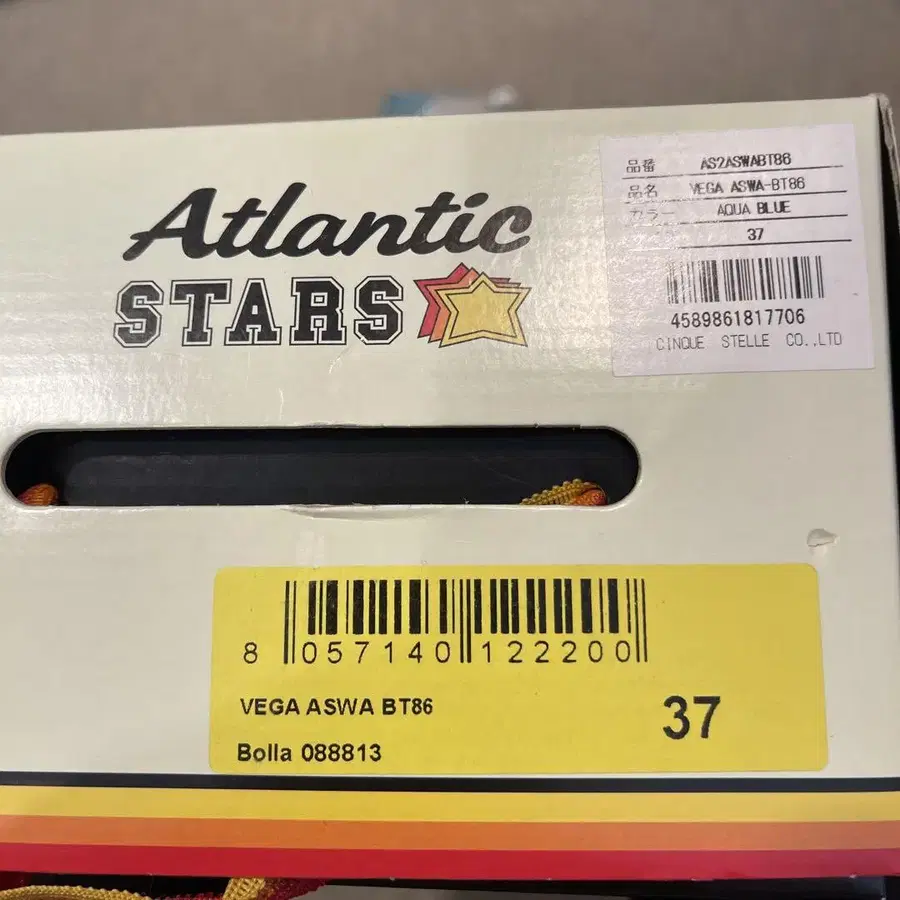 Atlantic
STARS
品番 AS2ASWABT86
品名 VEGA ASWA-BT86
カラー AQUA BLUE
37
4589861817706
CINQUE STELLE CO.,LTD
8 057140 122200
VEGA ASWA BT86
37
Bolla 088813